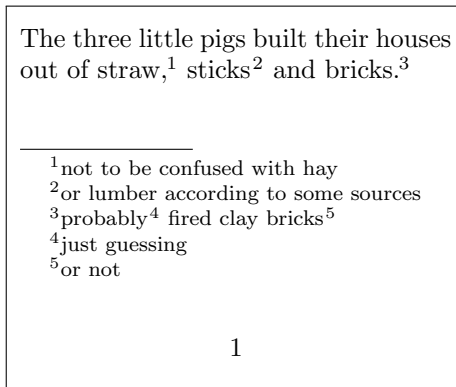 The three little pigs built their houses
out of straw,¹ sticks² and bricks.³
¹not to be confused with hay
²or lumber according to some sources
³probably⁴ fired clay bricks⁵
⁴just guessing
⁵or not
1